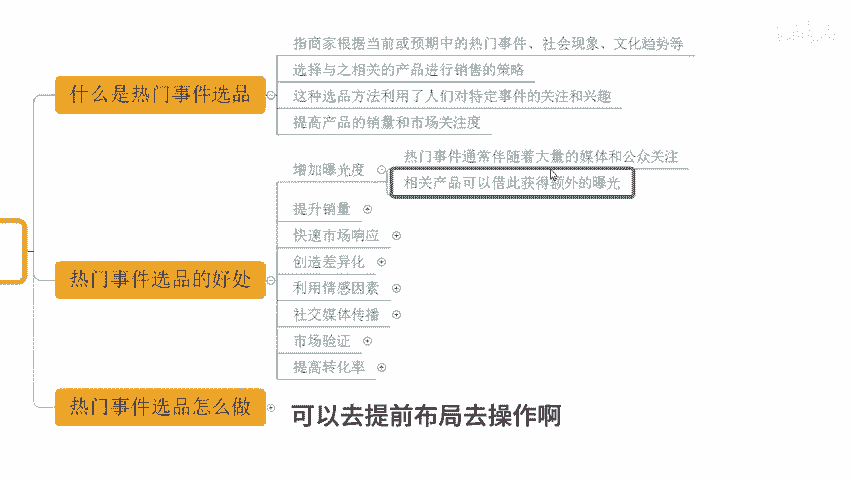 指商家根据当前或预期中的热门事件、社会现象、文化趋势等
什么是热门事件选品
选择与之相关的产品进行销售的策略
这种选品方法利用了人们对特定事件的关注和兴趣
提高产品的销量和市场关注度
热门事件选品的好处
增加曝光度
热门事件通常伴随着大量的媒体和公众关注
相关产品可以借此获得额外的曝光
提升销量
快速市场响应
创造差异化
利用情感因素
社交媒体传播
市场验证
提高转化率
热门事件选品怎么做
可以去提前布局去操作啊